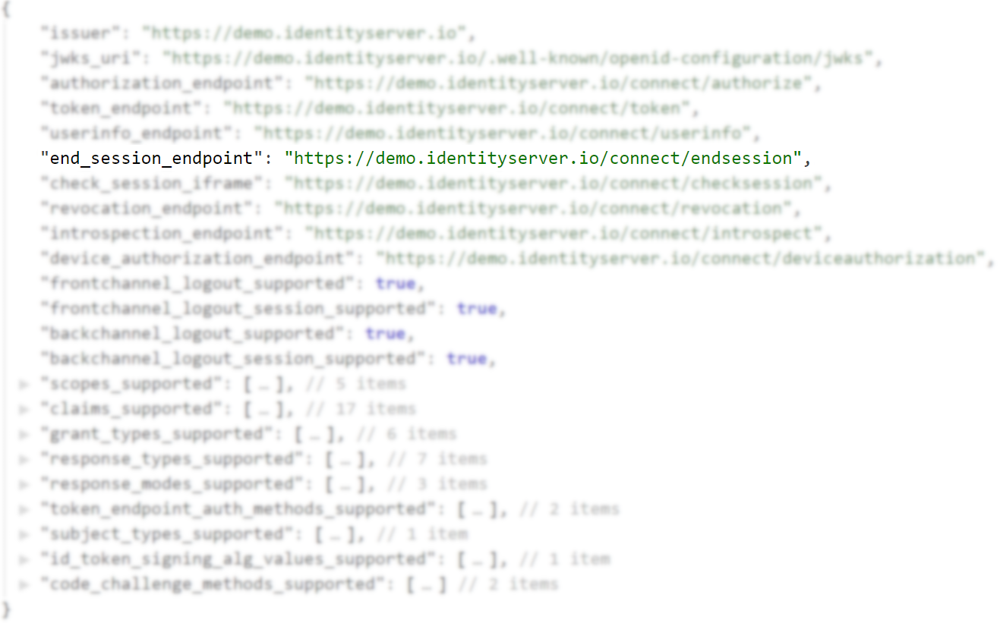 {
"issuer": "https://demo.identityserver.io",
"jwks_uri": "https://demo.identityserver.io/.well-known/openid-configuration/jwks",
"authorization_endpoint": "https://demo.identityserver.io/connect/authorize",
"token_endpoint": "https://demo.identityserver.io/connect/token",
"userinfo_endpoint": "https://demo.identityserver.io/connect/userinfo",
"end_session_endpoint": "https://demo.identityserver.io/connect/endsession",
"check_session_iframe": "https://demo.identityserver.io/connect/checksession",
"revocation_endpoint": "https://demo.identityserver.io/connect/revocation",
"introspection_endpoint": "https://demo.identityserver.io/connect/introspect",
"device_authorization_endpoint": "https://demo.identityserver.io/connect/deviceauthorization",
"frontchannel_logout_supported": true,
"frontchannel_logout_session_supported": true,
"backchannel_logout_supported": true,
"backchannel_logout_session_supported": true,
"scopes_supported": [ … ], // 5 items
"claims_supported": [ … ], // 17 items
"grant_types_supported": [ … ], // 6 items
"response_types_supported": [ … ], // 7 items
"response_modes_supported": [ … ], // 3 items
"token_endpoint_auth_methods_supported": [ … ], // 2 items
"subject_types_supported": [ … ], // 1 item
"id_token_signing_alg_values_supported": [ … ], // 1 item
"code_challenge_methods_supported": [ … ] // 2 items
}